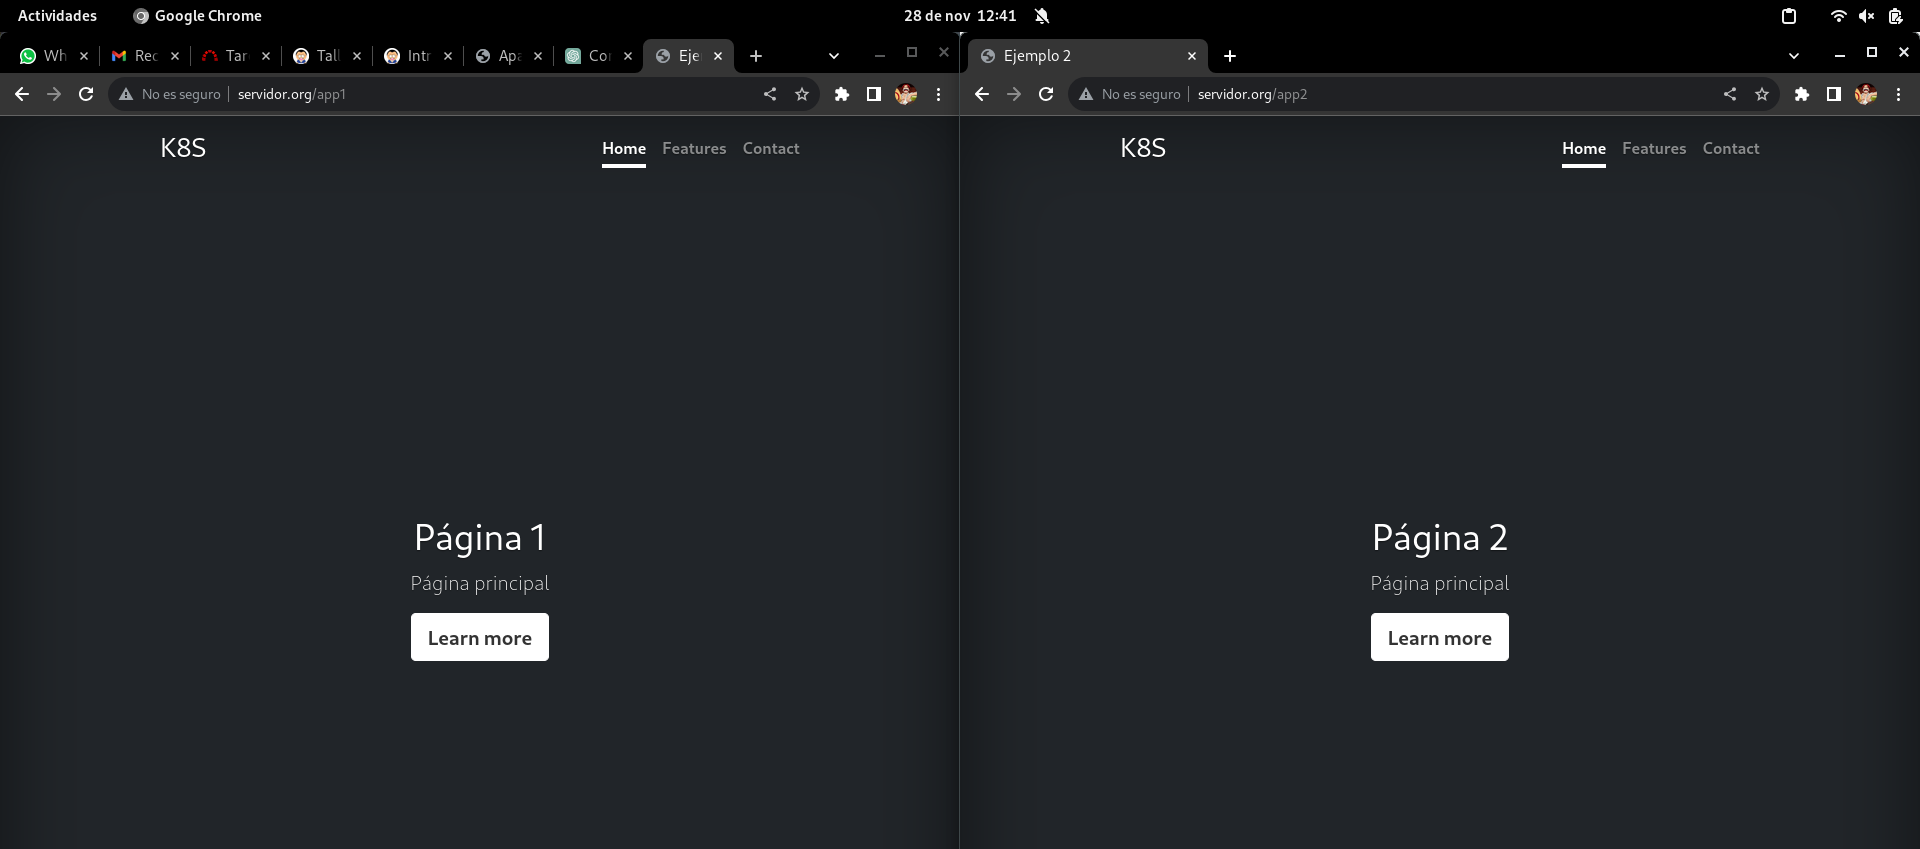 Actividades Google Chrome 28 de nov 12:41
Wh Rec Tar Tall Intr Apa Cor Eje
No es seguro servidor.org/app1
K8S Home Features Contact
Página 1
Página principal
Learn more
Ejemplo 2
No es seguro servidor.org/app2
K8S Home Features Contact
Página 2
Página principal
Learn more